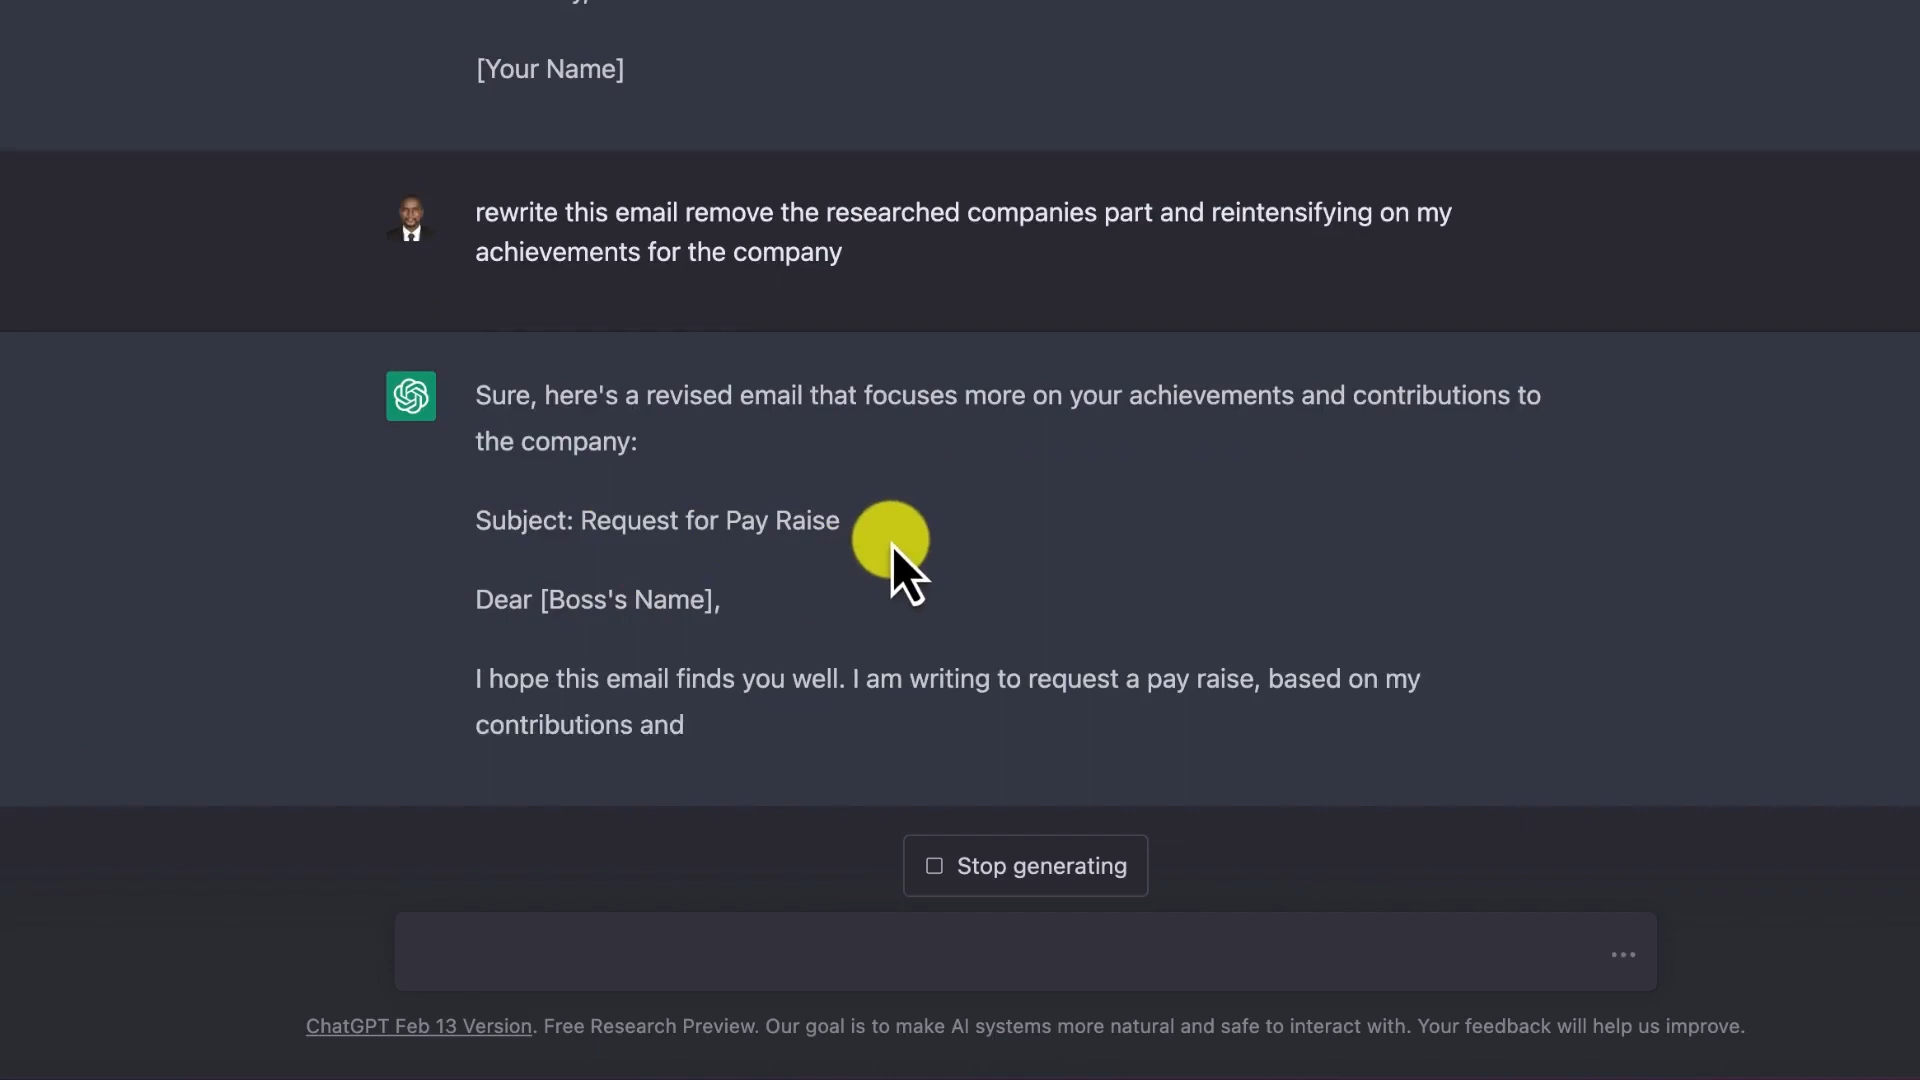 [Your Name]
rewrite this email remove the researched companies part and reintensifying on my
achievements for the company
Sure, here's a revised email that focuses more on your achievements and contributions to
the company:
Subject: Request for Pay Raise
Dear [Boss's Name],
I hope this email finds you well. I am writing to request a pay raise, based on my
contributions and
Stop generating
ChatGPT Feb 13 Version. Free Research Preview. Our goal is to make AI systems more natural and safe to interact with. Your feedback will help us improve.